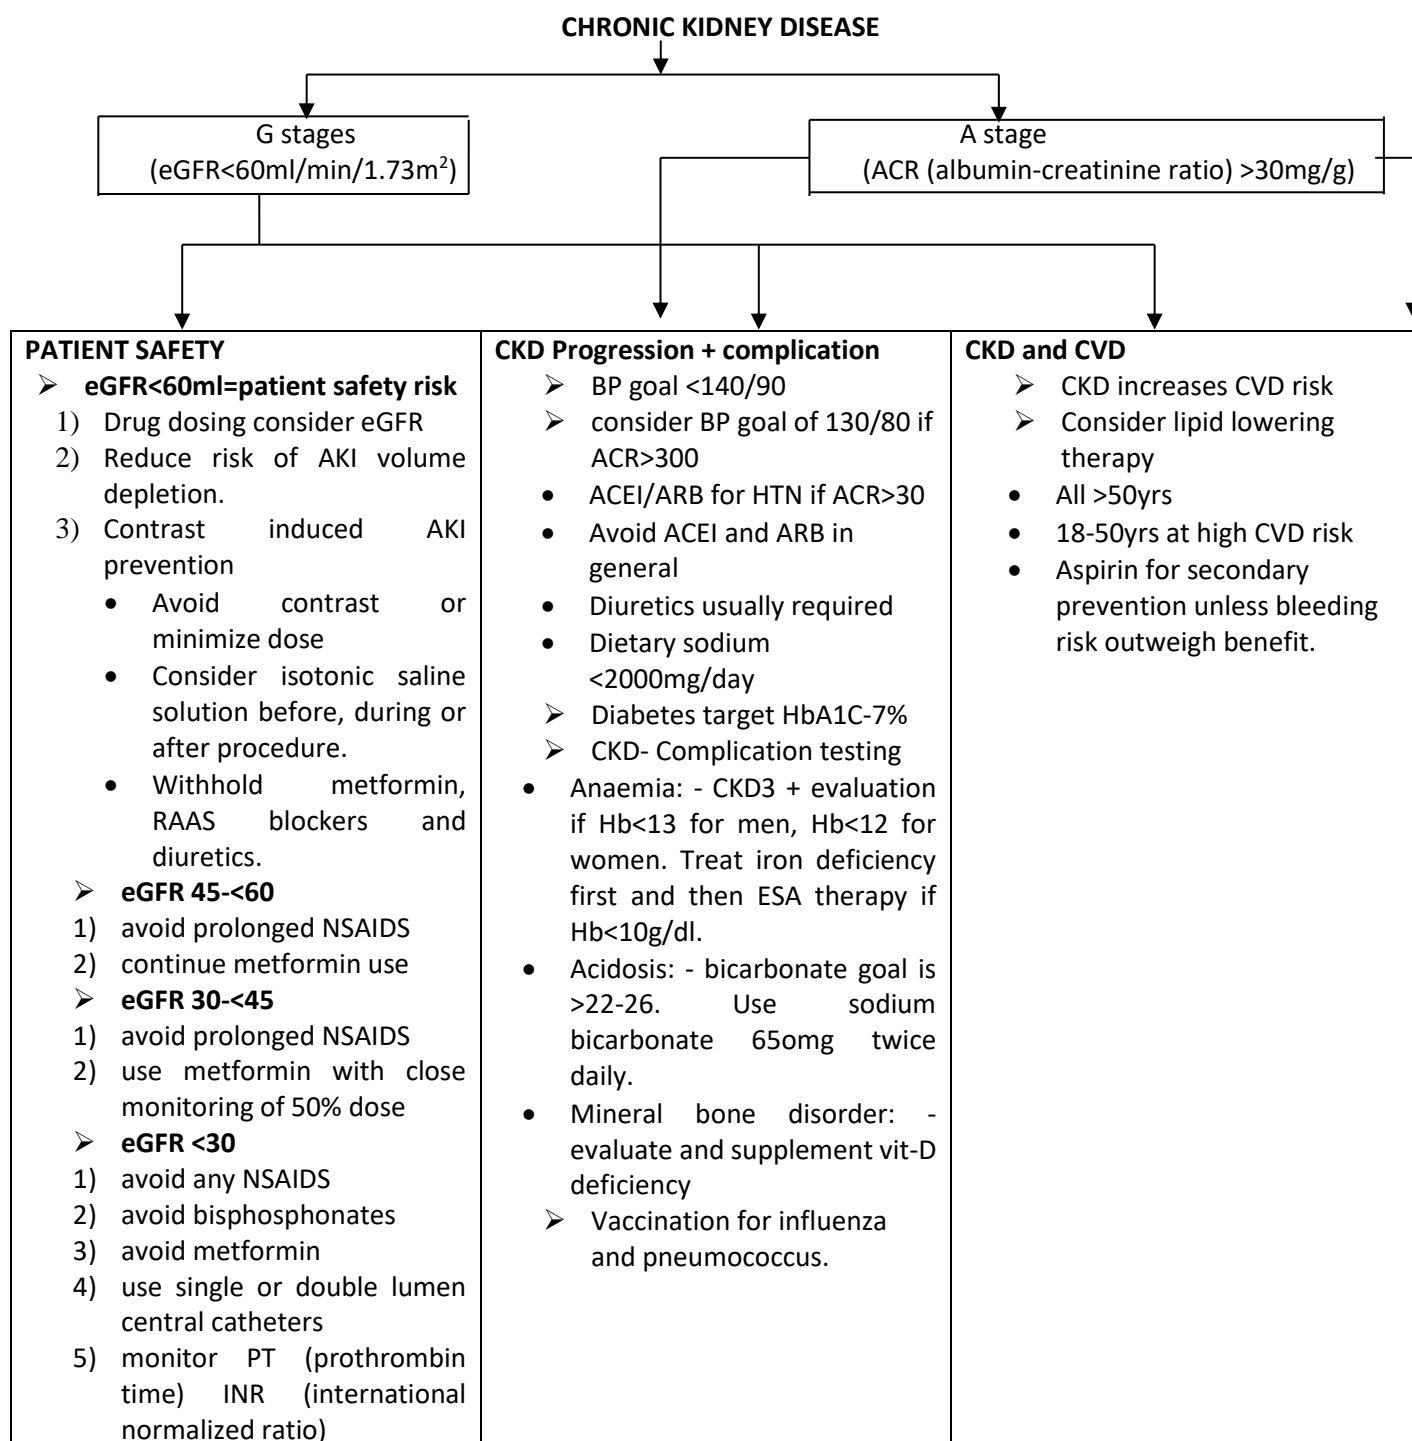 CHRONIC KIDNEY DISEASE
G stages
(eGFR<60ml/min/1.73m²)
A stage
(ACR (albumin-creatinine ratio) >30mg/g)
PATIENT SAFETY
➢ eGFR<60ml=patient safety risk
1) Drug dosing consider eGFR
2) Reduce risk of AKI volume
depletion.
3) Contrast induced AKI
prevention
• Avoid contrast or
minimize dose
• Consider isotonic saline
solution before, during or
after procedure.
• Withhold metformin,
RAAS blockers and
diuretics.
➢ eGFR 45-<60
1) avoid prolonged NSAIDS
2) continue metformin use
➢ eGFR 30-<45
1) avoid prolonged NSAIDS
2) use metformin with close
monitoring of 50% dose
➢ eGFR <30
1) avoid any NSAIDS
2) avoid bisphosphonates
3) avoid metformin
4) use single or double lumen
central catheters
5) monitor PT (prothrombin
time) INR (international
normalized ratio)
CKD Progression + complication
➢ BP goal <140/90
➢ consider BP goal of 130/80 if
ACR>300
• ACEI/ARB for HTN if ACR>30
• Avoid ACEI and ARB in
general
• Diuretics usually required
• Dietary sodium
<2000mg/day
➢ Diabetes target HbA1C-7%
➢ CKD- Complication testing
• Anaemia: - CKD3 + evaluation
if Hb<13 for men, Hb<12 for
women. Treat iron deficiency
first and then ESA therapy if
Hb<10g/dl.
• Acidosis: - bicarbonate goal is
>22-26. Use sodium
bicarbonate 65omg twice
daily.
• Mineral bone disorder: -
evaluate and supplement vit-D
deficiency
➢ Vaccination for influenza
and pneumococcus.
CKD and CVD
➢ CKD increases CVD risk
➢ Consider lipid lowering
therapy
• All >50yrs
• 18-50yrs at high CVD risk
• Aspirin for secondary
prevention unless bleeding
risk outweigh benefit.